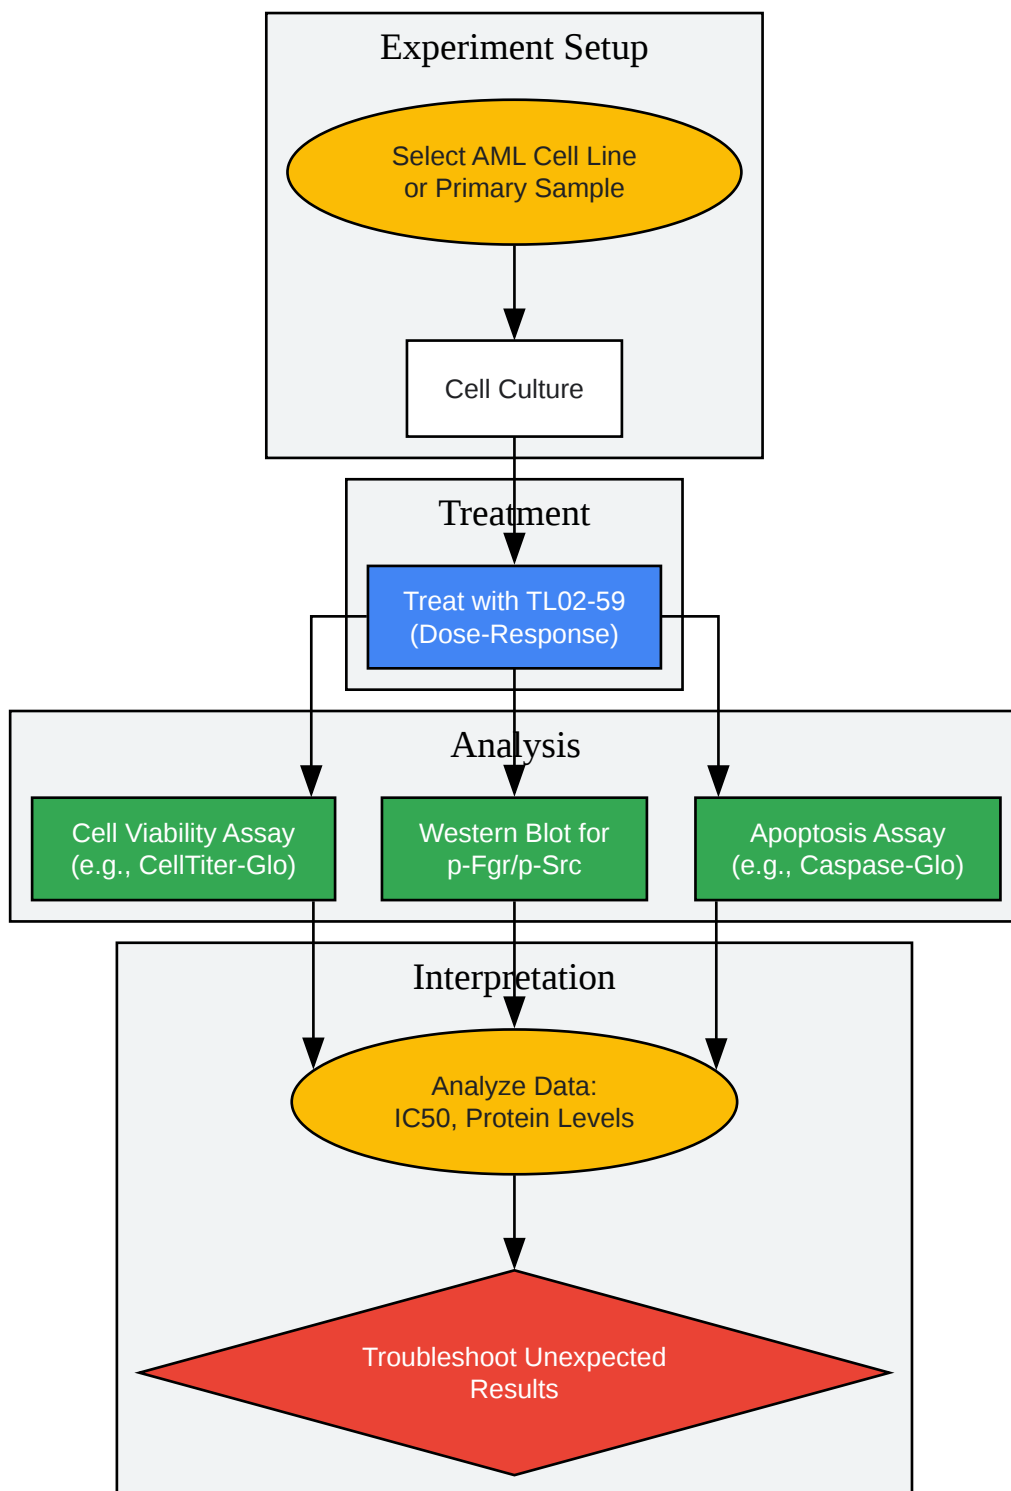 Experiment Setup
Select AML Cell Line
or Primary Sample
Cell Culture
Treatment
Treat with TL02-59
(Dose-Response)
Analysis
Cell Viability Assay
(e.g., CellTiter-Glo)
Western Blot for
p-Fgr/p-Src
Apoptosis Assay
(e.g., Caspase-Glo)
Interpretation
Analyze Data:
IC50, Protein Levels
Troubleshoot Unexpected
Results